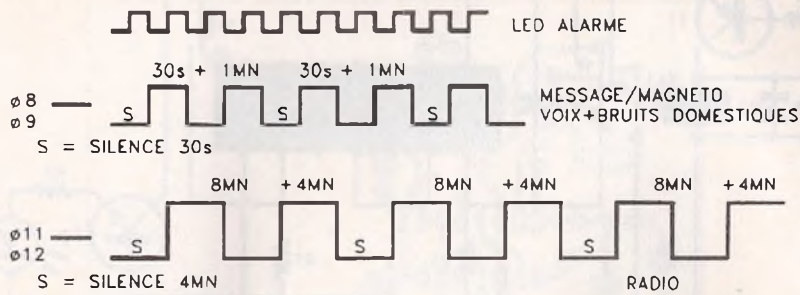 LED ALARME
30s + 1MN 30s + 1MN
ø8
ø9
S S S
MESSAGE/MAGNETO
VOIX+BRUITS DOMESTIQUES
S = SILENCE 30s
8MN + 4MN 8MN + 4MN 8MN + 4MN
ø11
ø12
S S S
S = SILENCE 4MN
RADIO